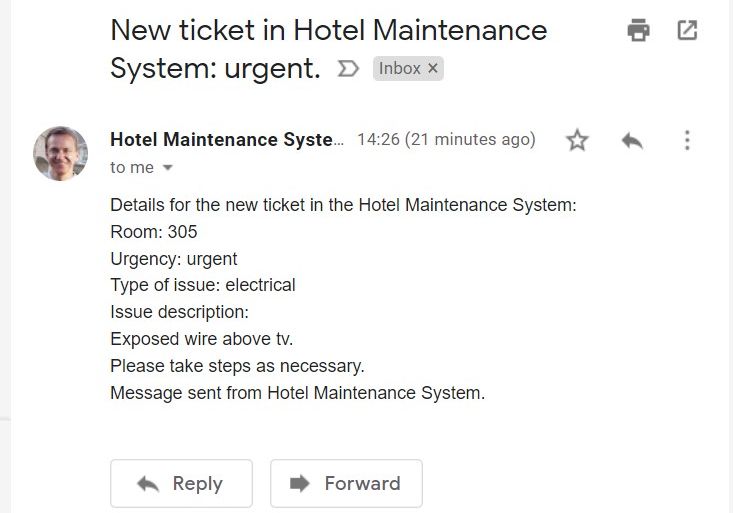 New ticket in Hotel Maintenance
System: urgent. Inbox ×
Hotel Maintenance Syste... 14:26 (21 minutes ago)
to me
Details for the new ticket in the Hotel Maintenance System:
Room: 305
Urgency: urgent
Type of issue: electrical
Issue description:
Exposed wire above tv.
Please take steps as necessary.
Message sent from Hotel Maintenance System.
Reply Forward